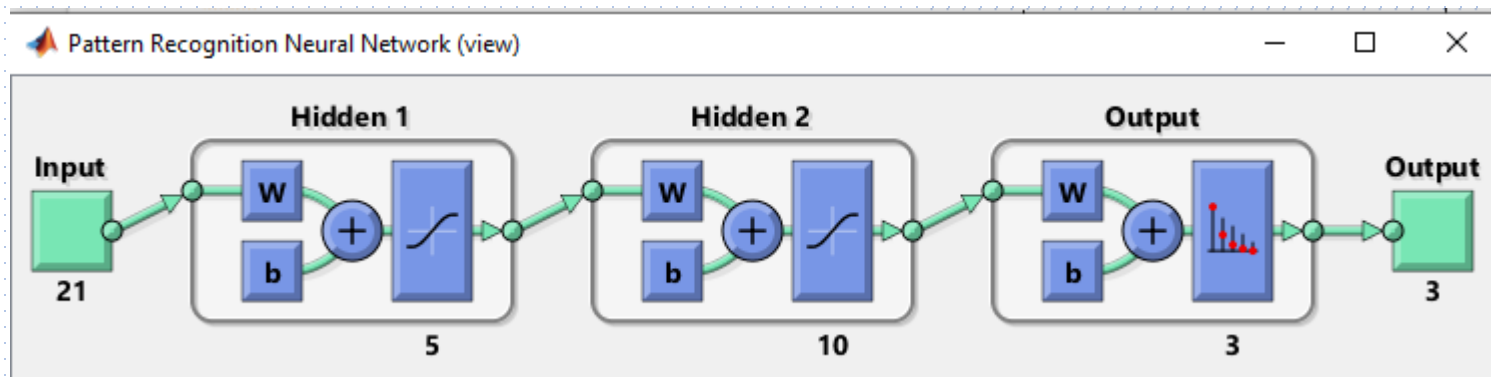 Pattern Recognition Neural Network (view)
Hidden 1
Hidden 2
Output
Input
Output
W
W
W
b
b
b
21
3
5
10
3